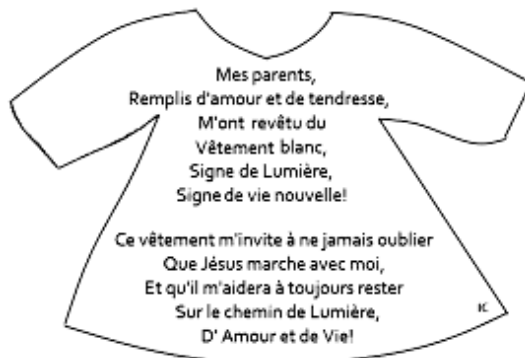 Mes parents,
Remplis d'amour et de tendresse,
M'ont revêtu du
Vêtement blanc,
Signe de Lumière,
Signe de vie nouvelle!
Ce vêtement m'invite à ne jamais oublier
Que Jésus marche avec moi,
Et qu'il m'aidera à toujours rester
Sur le chemin de Lumière,
D' Amour et de Vie!